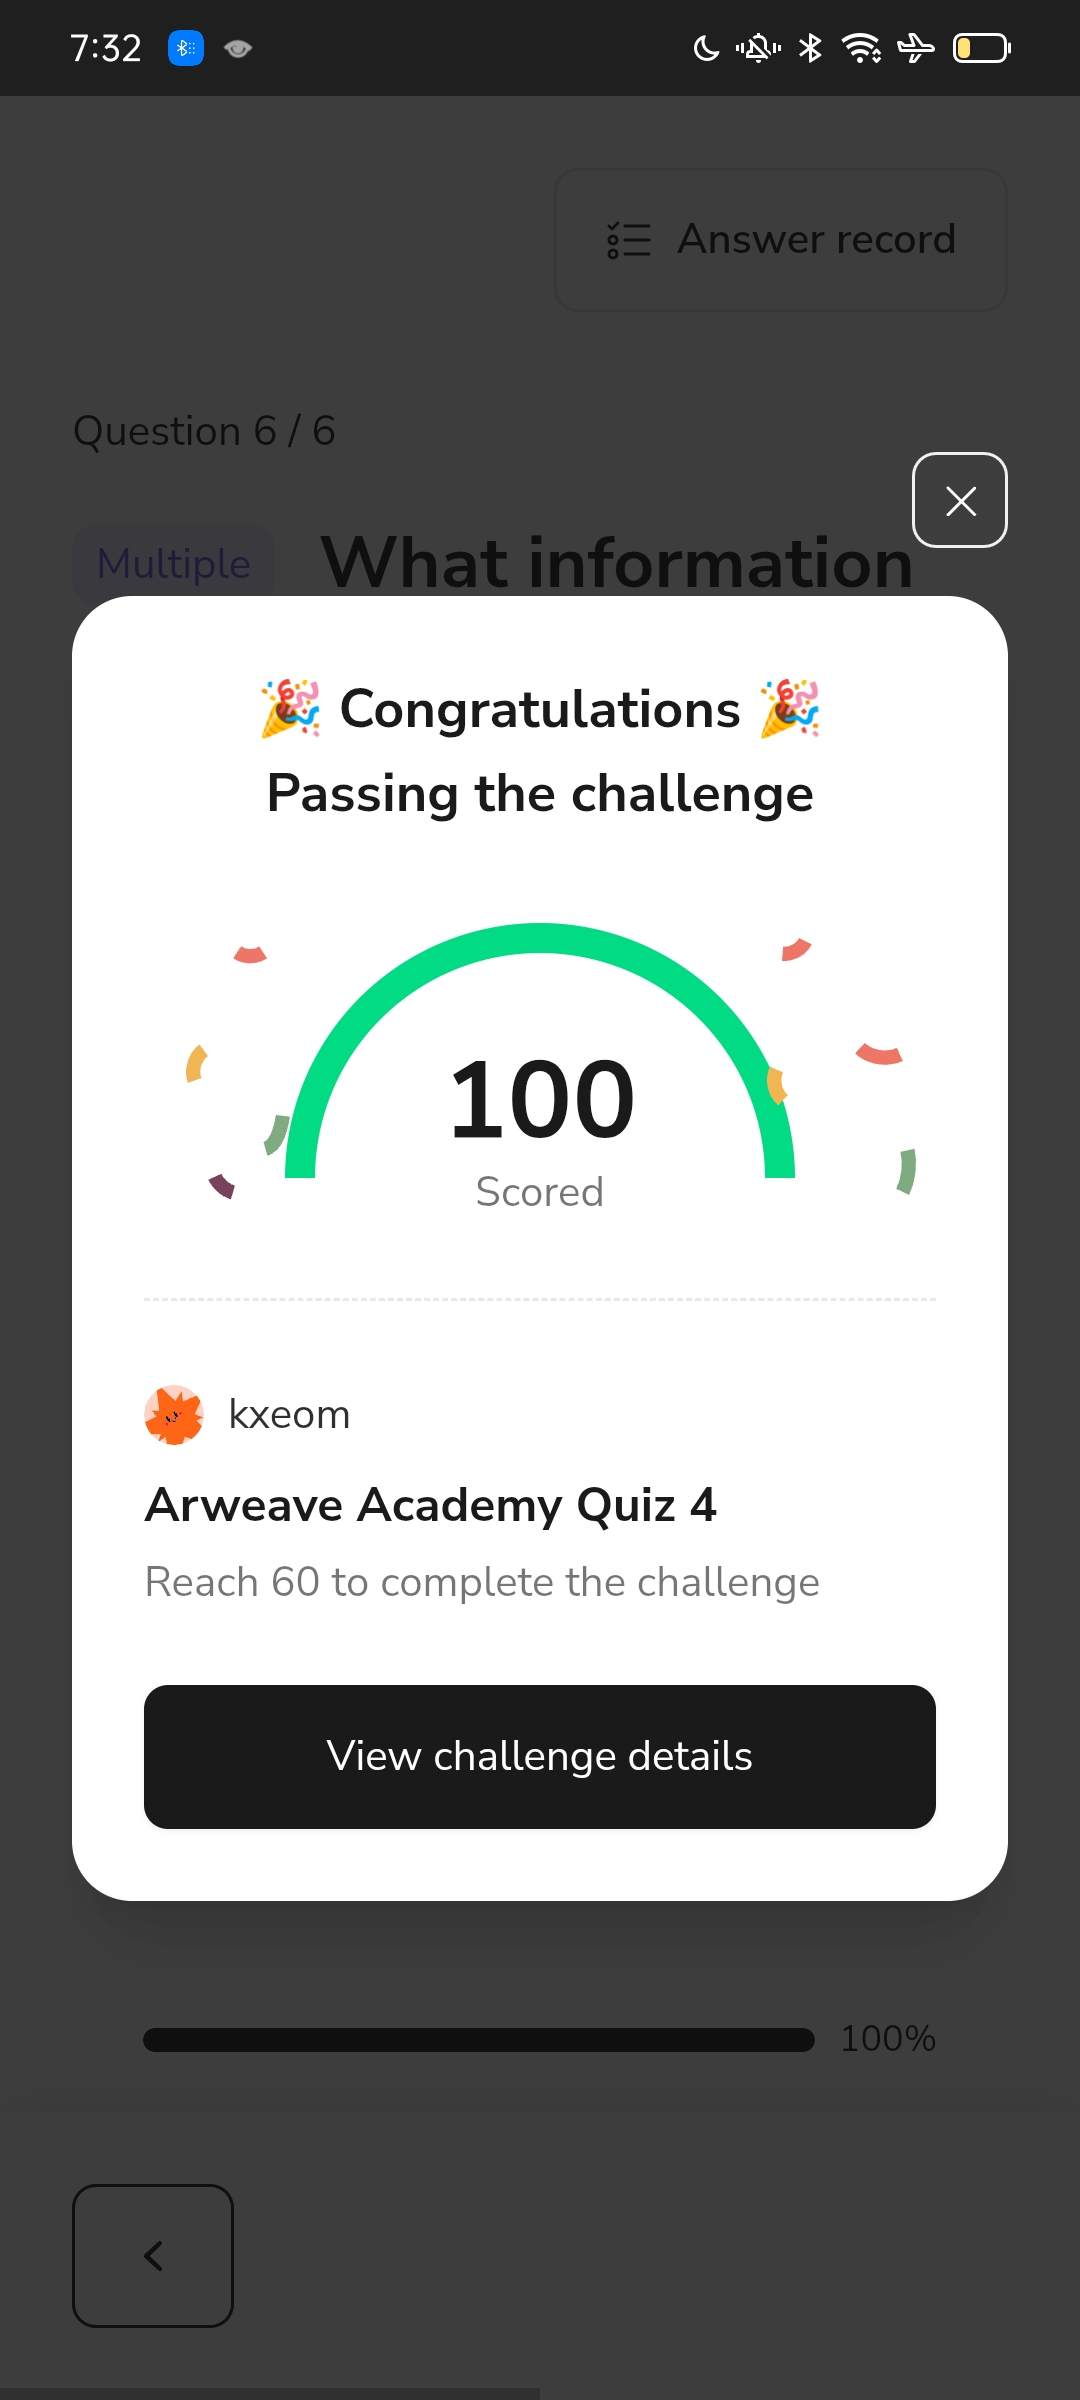 7:32
Answer record
Question 6 / 6
Multiple
What information
🎉 Congratulations 🎉
Passing the challenge
100
Scored
kxeom
Arweave Academy Quiz 4
Reach 60 to complete the challenge
View challenge details
100%